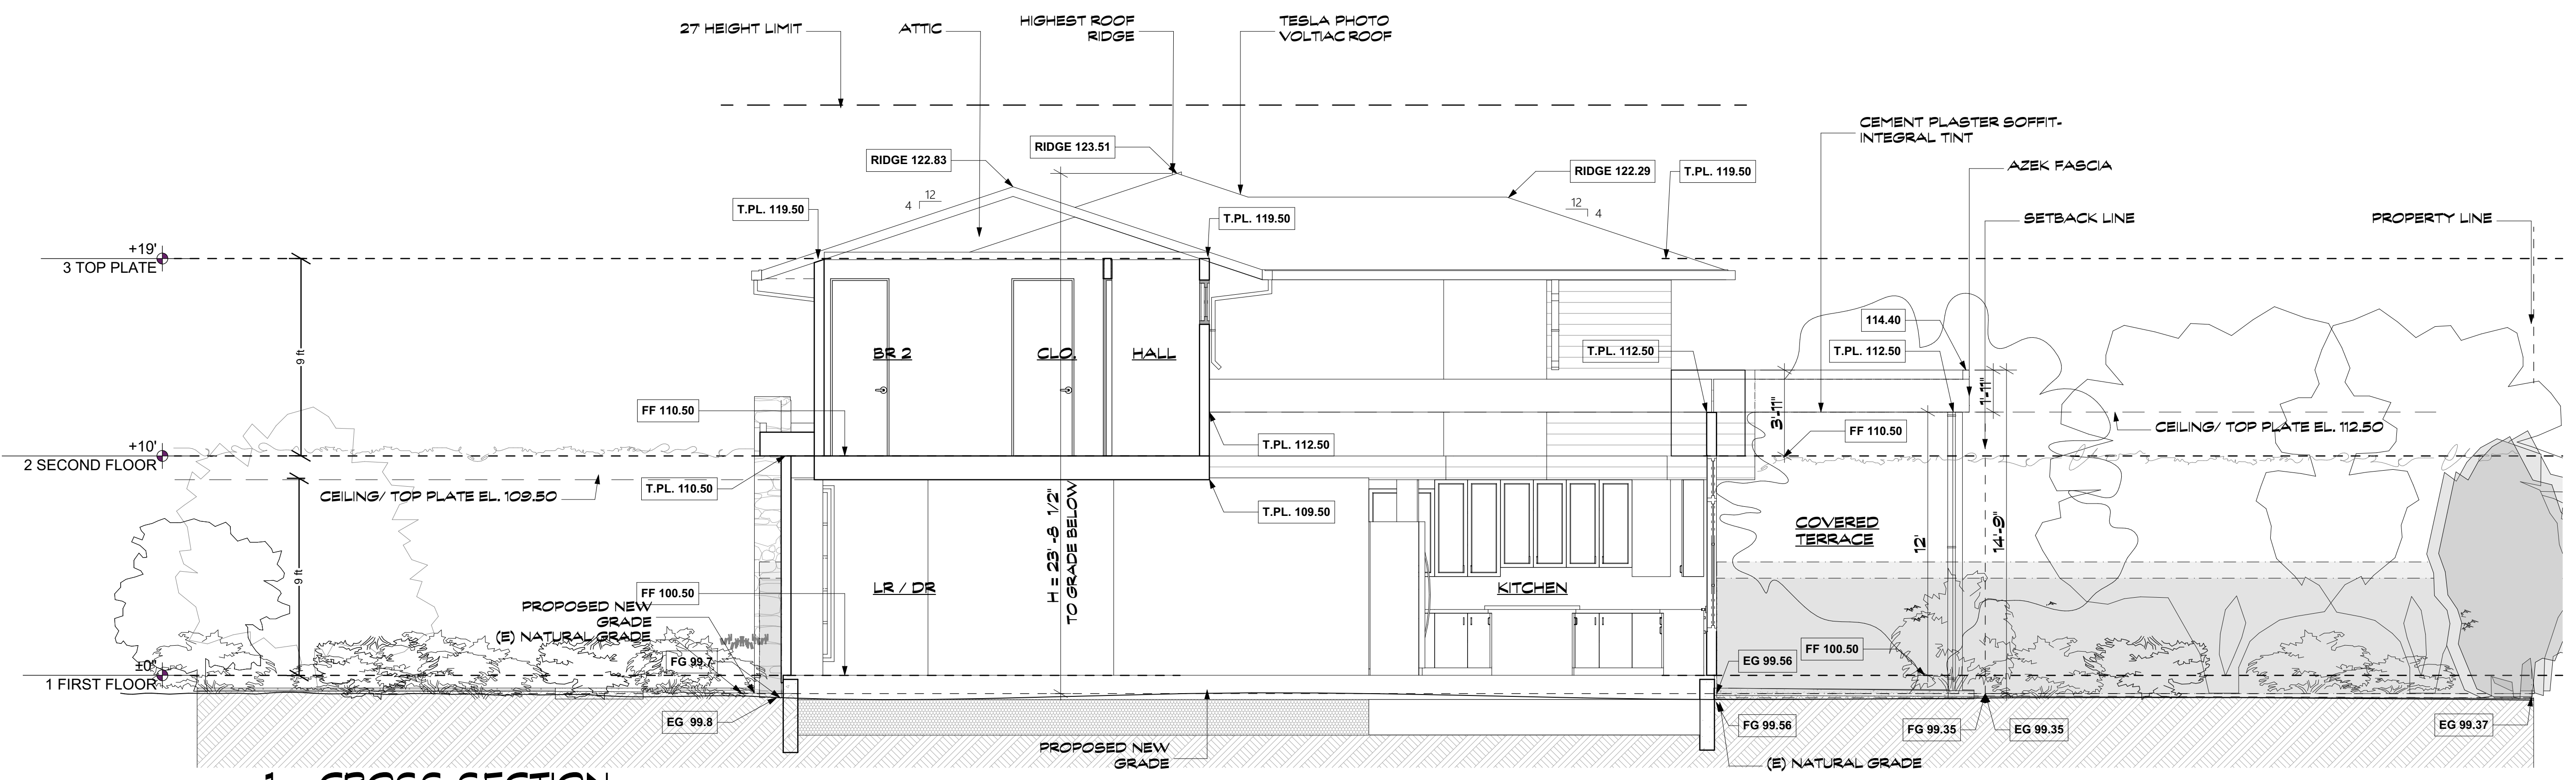 27' HEIGHT LIMIT
ATTIC
HIGHEST ROOF
RIDGE
TESLA PHOTO
VOLTIAC ROOF
CEMENT PLASTER SOFFIT-
INTEGRAL TINT
AZEK FASCIA
SETBACK LINE
PROPERTY LINE
RIDGE 122.83
RIDGE 123.51
RIDGE 122.29
T.PL. 119.50
T.PL. 119.50
T.PL. 119.50
12
4
12
4
+19'
3 TOP PLATE
9 ft
BR 2
CLO.
HALL
114.40
T.PL. 112.50
T.PL. 112.50
1'-11"
3'-11"
FF 110.50
FF 110.50
T.PL. 112.50
CEILING/ TOP PLATE EL. 112.50
+10'
2 SECOND FLOOR
CEILING/ TOP PLATE EL. 109.50
T.PL. 110.50
T.PL. 109.50
H = 23'-8 1/2"
TO GRADE BELOW
COVERED
TERRACE
12'
14'-9"
9 ft
LR / DR
KITCHEN
FF 100.50
PROPOSED NEW
GRADE
(E) NATURAL GRADE
FG 99.7
FF 100.50
EG 99.56
±0"
1 FIRST FLOOR
EG 99.8
FG 99.56
FG 99.35
EG 99.35
EG 99.37
PROPOSED NEW
GRADE
(E) NATURAL GRADE
1 CROSS SECTION